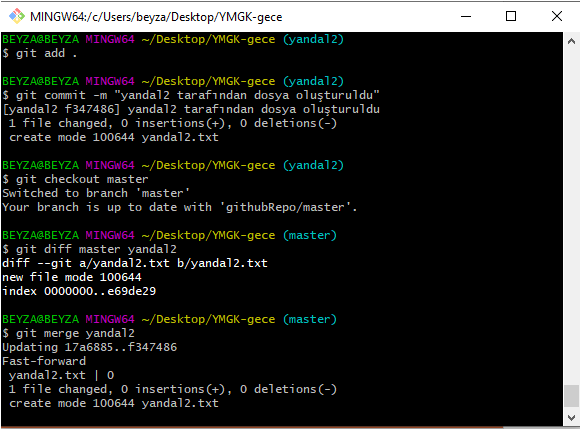 MINGW64:/c/Users/beyza/Desktop/YMGK-gece
BEYZA@BEYZA MINGW64 ~/Desktop/YMGK-gece (yandal2)
$ git add .
BEYZA@BEYZA MINGW64 ~/Desktop/YMGK-gece (yandal2)
$ git commit -m "yandal2 tarafından dosya oluşturuldu"
[yandal2 f347486] yandal2 tarafından dosya oluşturuldu
1 file changed, 0 insertions(+), 0 deletions(-)
create mode 100644 yandal2.txt
BEYZA@BEYZA MINGW64 ~/Desktop/YMGK-gece (yandal2)
$ git checkout master
Switched to branch 'master'
Your branch is up to date with 'githubRepo/master'.
BEYZA@BEYZA MINGW64 ~/Desktop/YMGK-gece (master)
$ git diff master yandal2
diff --git a/yandal2.txt b/yandal2.txt
new file mode 100644
index 0000000..e69de29
BEYZA@BEYZA MINGW64 ~/Desktop/YMGK-gece (master)
$ git merge yandal2
Updating 17a6885..f347486
Fast-forward
yandal2.txt | 0
1 file changed, 0 insertions(+), 0 deletions(-)
create mode 100644 yandal2.txt